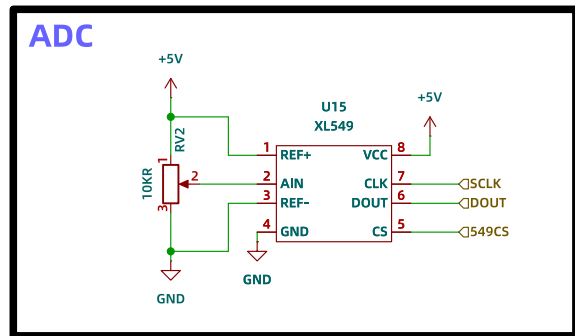 ADC
+5V
U15
XL549
+5V
RV2
10KR
1
2
3
1 REF+ VCC 8
2 AIN CLK 7 SCLK
3 REF- DOUT 6 DOUT
4 GND CS 5 549CS
GND
GND